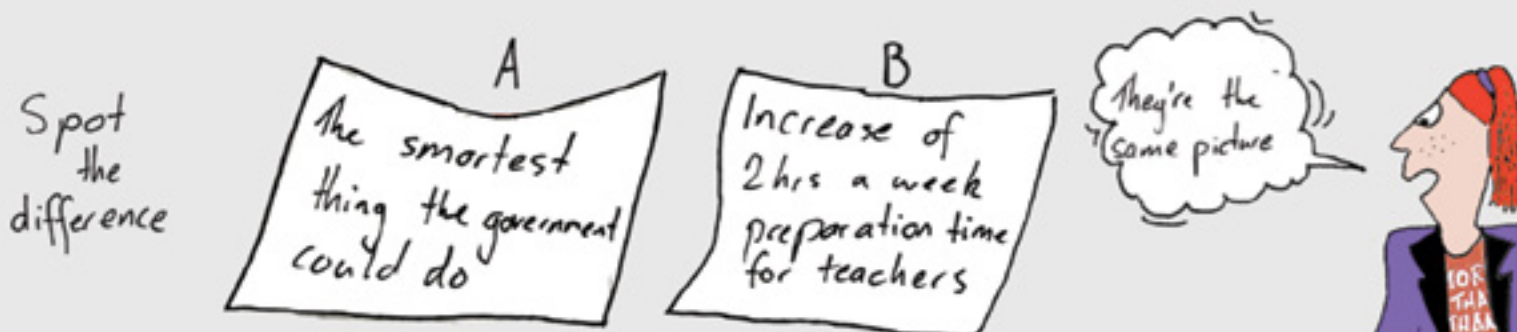 Spot
the
difference
A
The smartest
thing the government
could do
B
Increase of
2hrs a week
preparation time
for teachers
They're the
same picture
THA